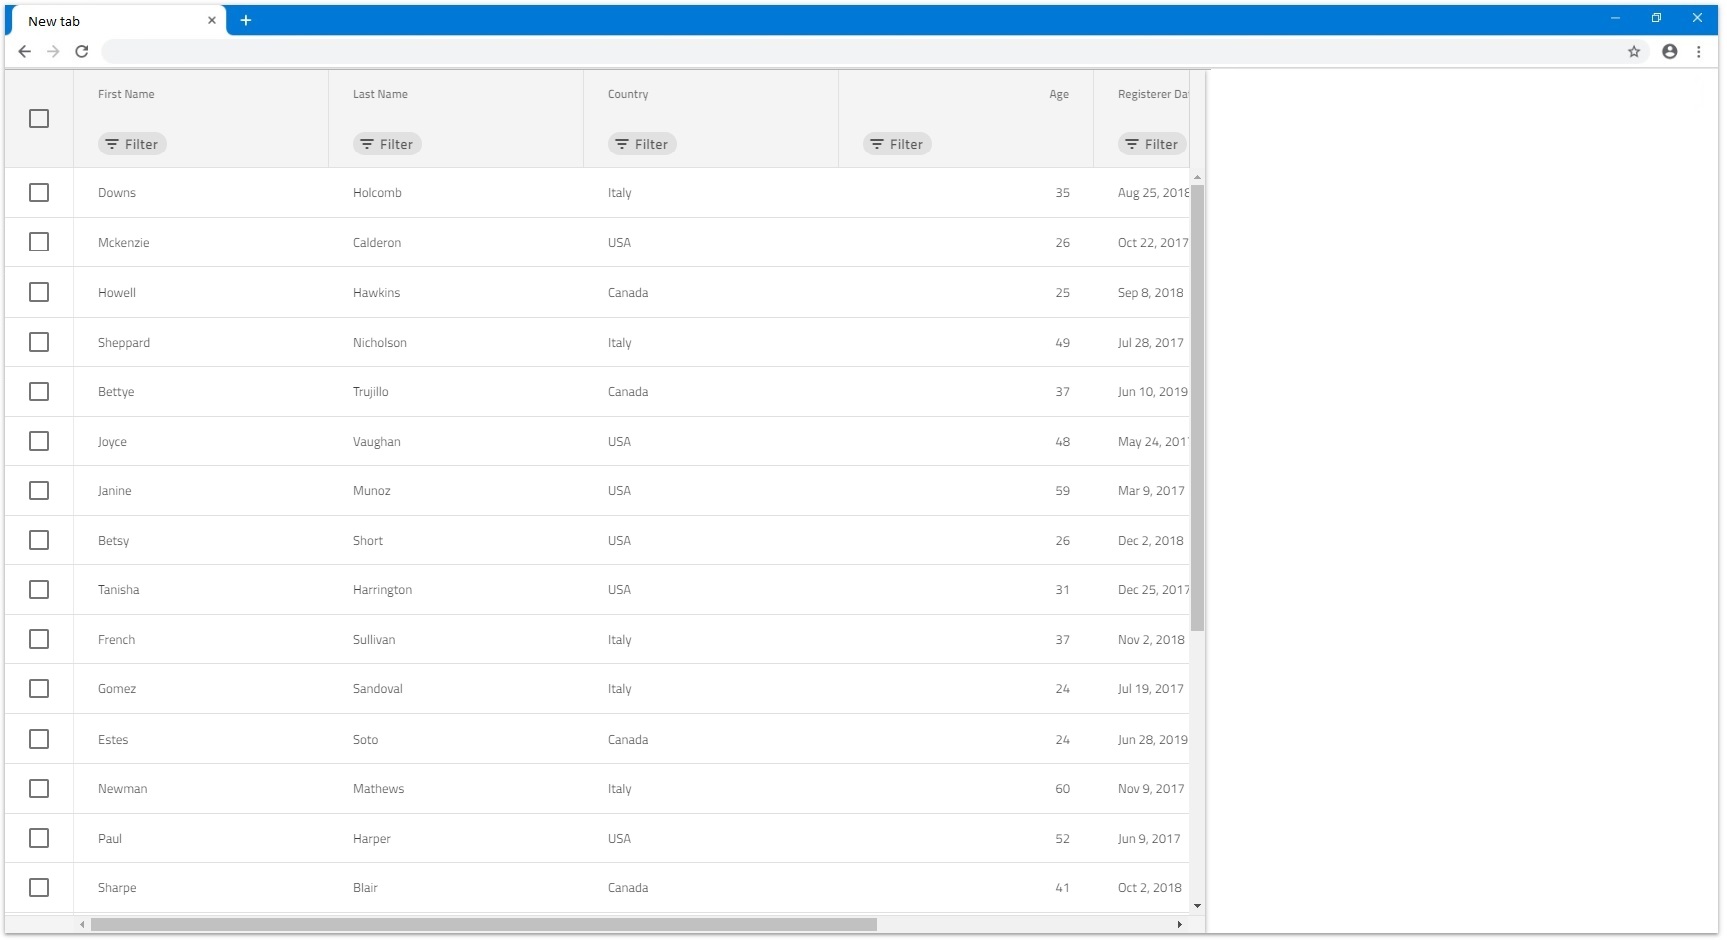 New tab
First Name Last Name Country Age Registerer Da
Filter Filter Filter Filter Filter
Downs Holcomb Italy 35 Aug 25, 2018
Mckenzie Calderon USA 26 Oct 22, 2017
Howell Hawkins Canada 25 Sep 8, 2018
Sheppard Nicholson Italy 49 Jul 28, 2017
Bettye Trujillo Canada 37 Jun 10, 2019
Joyce Vaughan USA 48 May 24, 201
Janine Munoz USA 59 Mar 9, 2017
Betsy Short USA 26 Dec 2, 2018
Tanisha Harrington USA 31 Dec 25, 2017
French Sullivan Italy 37 Nov 2, 2018
Gomez Sandoval Italy 24 Jul 19, 2017
Estes Soto Canada 24 Jun 28, 2019
Newman Mathews Italy 60 Nov 9, 2017
Paul Harper USA 52 Jun 9, 2017
Sharpe Blair Canada 41 Oct 2, 2018